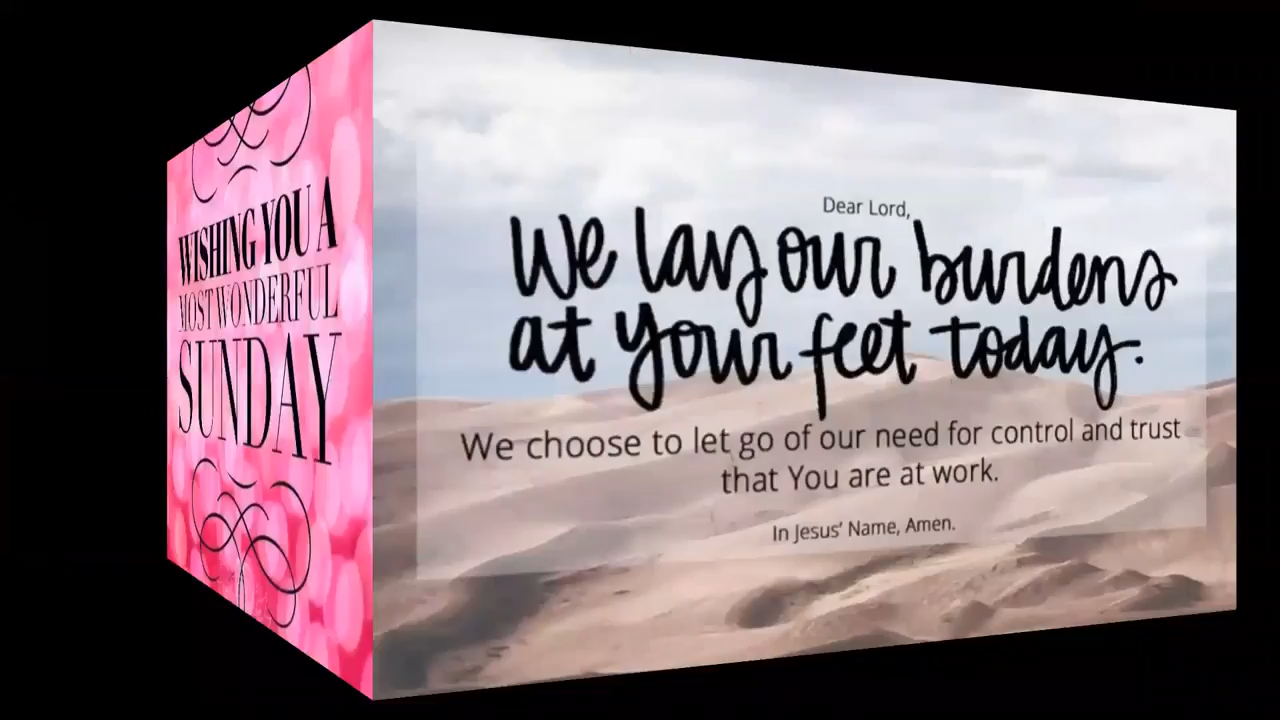 WISHING YOU A
MOST WONDERFUL
SUNDAY
Dear Lord,
We lay our burdens
at your feet today.
We choose to let go of our need for control and trust
that You are at work.
In Jesus' Name, Amen.